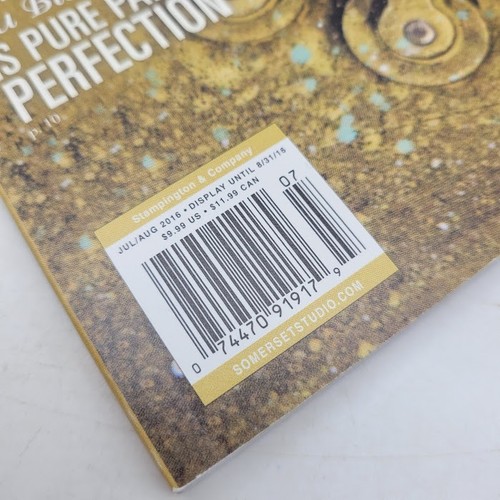 IS PURE
PERFECTION
P. 10
Stampington & Company
JUL/AUG 2016 • DISPLAY UNTIL 8/31/16
$9.99 US • $11.99 CAN
07
0 74470 91917 9
SOMERSETSTUDIO.COM